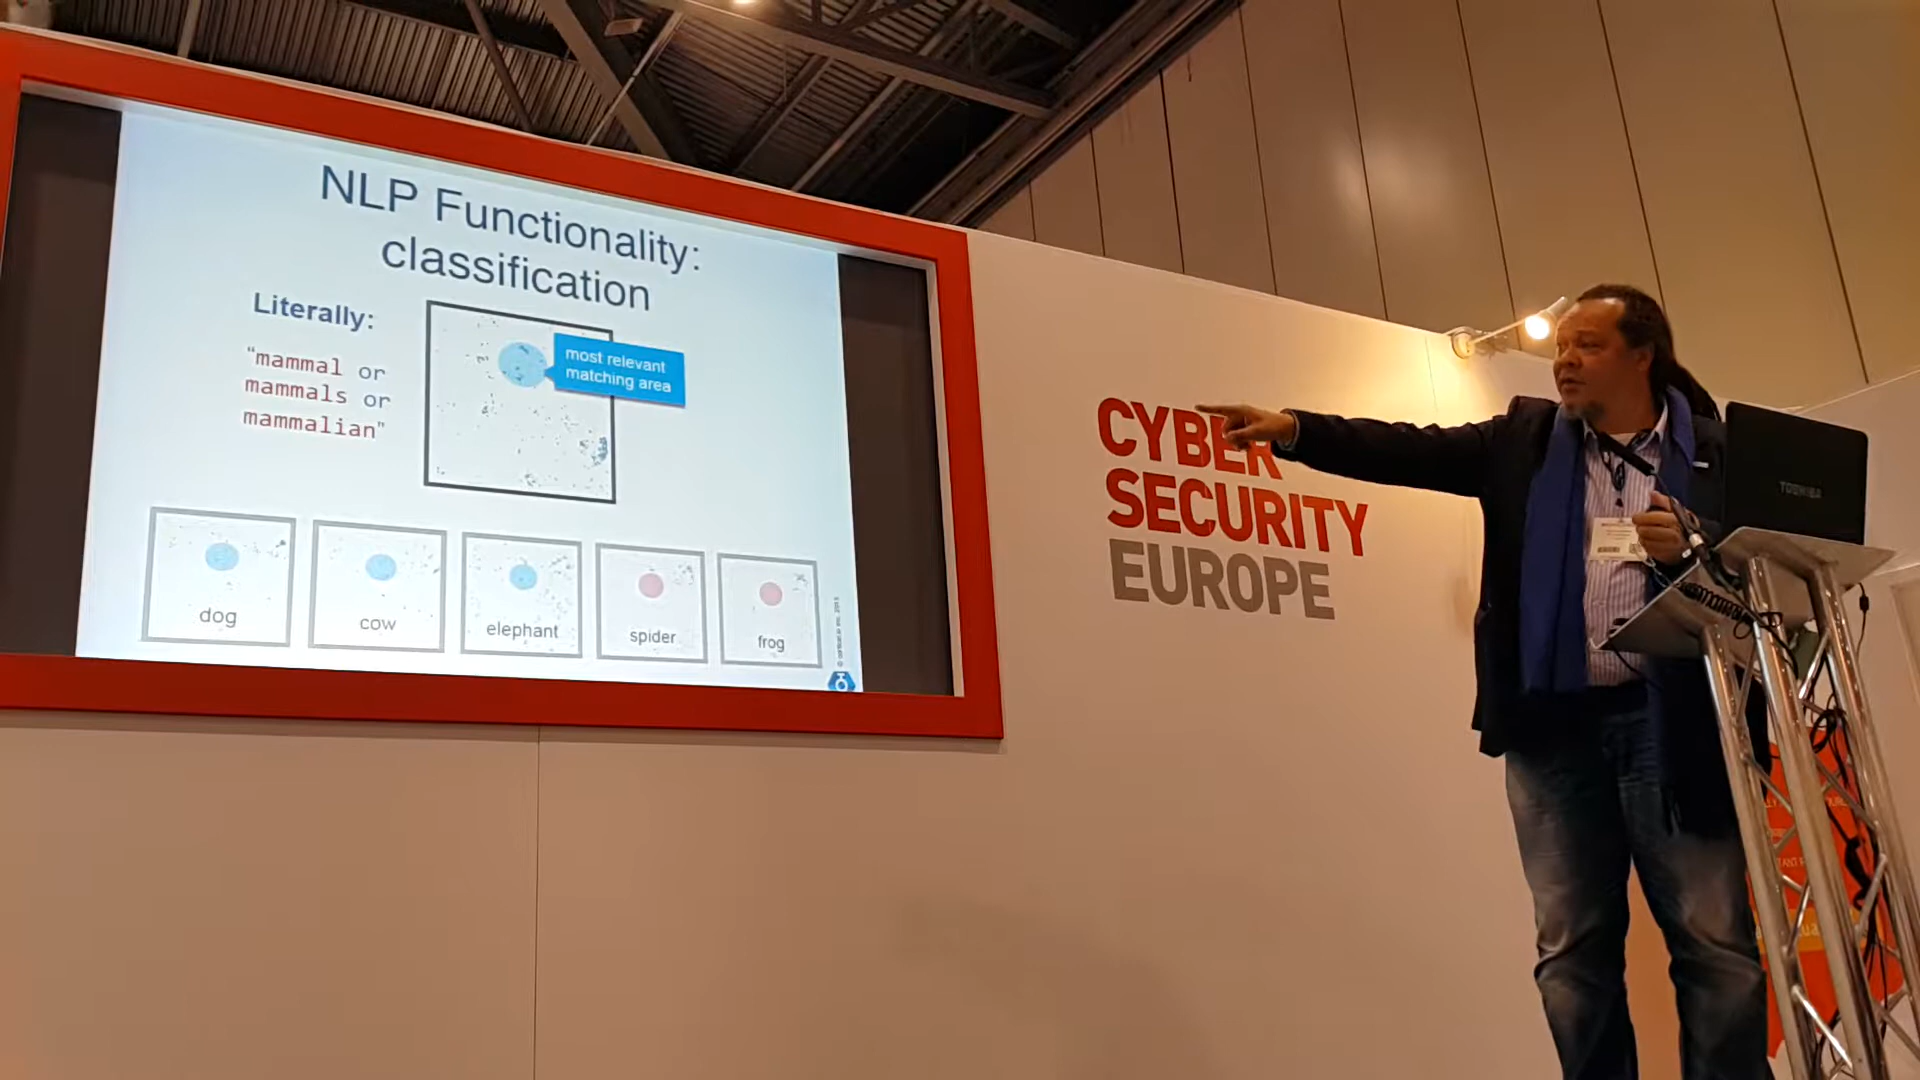 NLP Functionality:
classification
Literally:
"mammal or
mammals or
mammalian"
most relevant
matching area
dog
cow
elephant
spider
frog
CYBER
SECURITY
EUROPE
TOSHIBA